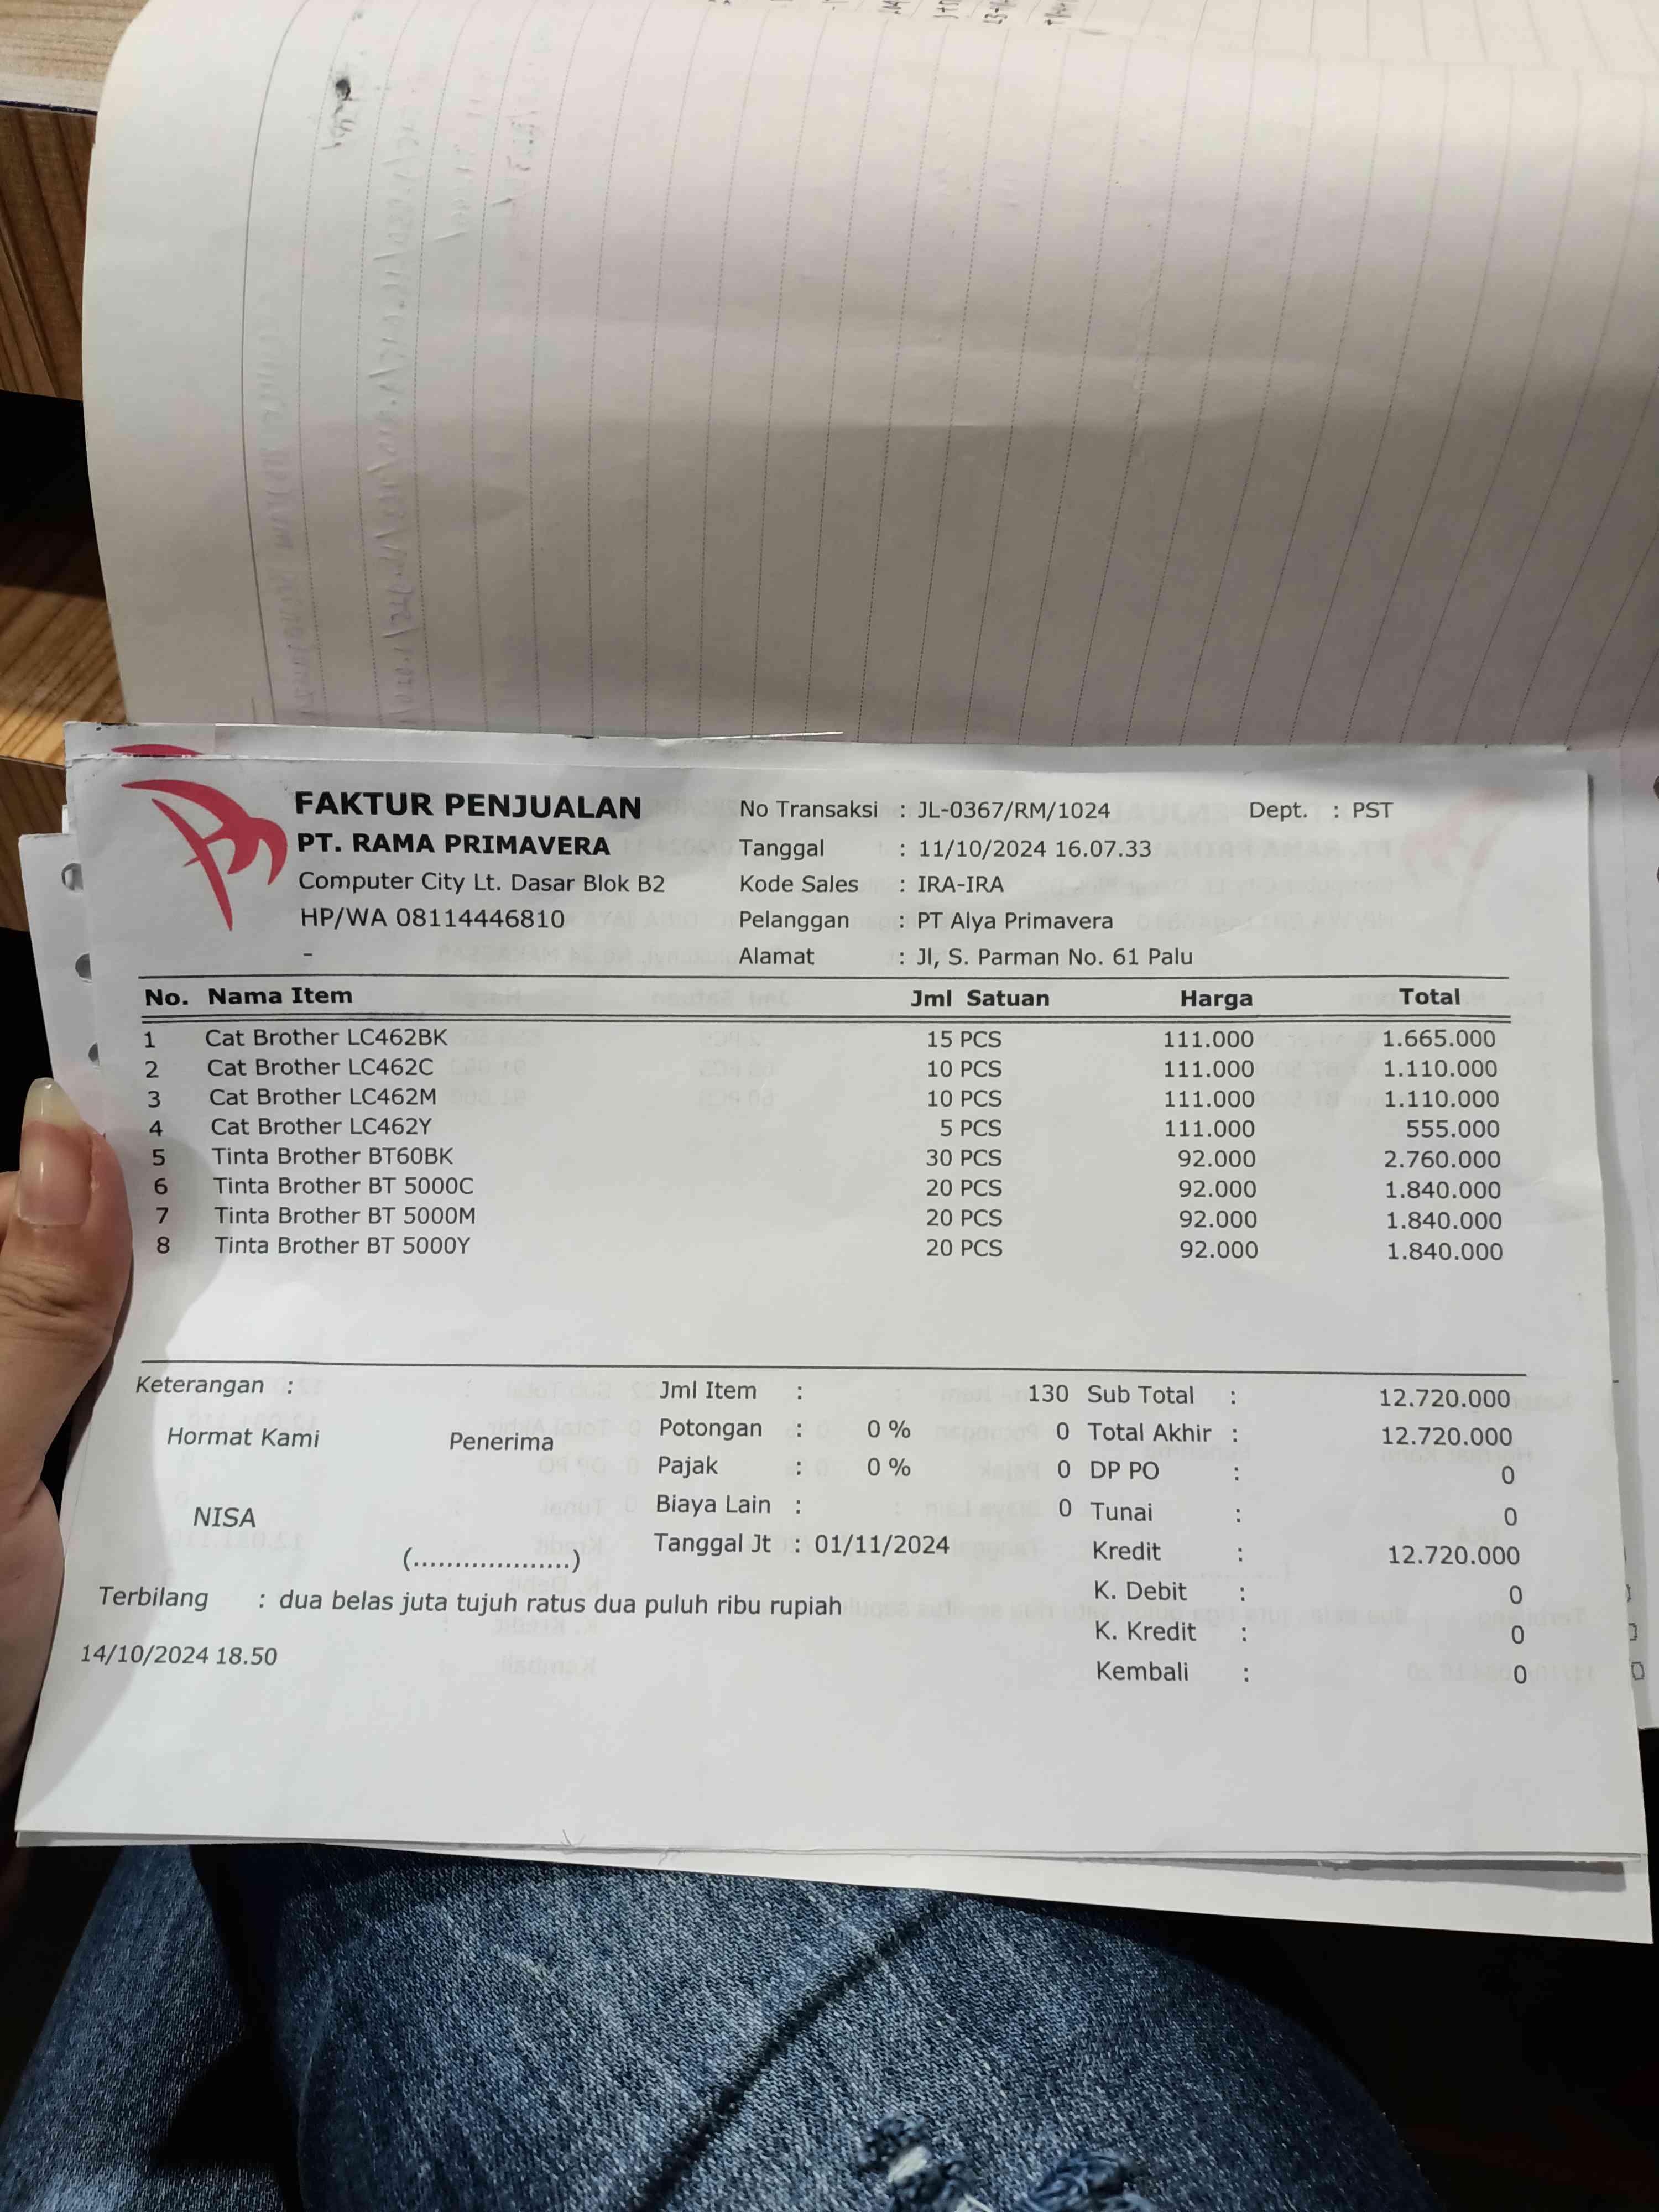 FAKTUR PENJUALAN
PT. RAMA PRIMAVERA
Computer City Lt. Dasar Blok B2
HP/WA 08114446810
-
No Transaksi : JL-0367/RM/1024 Dept. : PST
Tanggal : 11/10/2024 16.07.33
Kode Sales : IRA-IRA
Pelanggan : PT Alya Primavera
Alamat : Jl, S. Parman No. 61 Palu
No. Nama Item Jml Satuan Harga Total
1 Cat Brother LC462BK 15 PCS 111.000 1.665.000
2 Cat Brother LC462C 10 PCS 111.000 1.110.000
3 Cat Brother LC462M 10 PCS 111.000 1.110.000
4 Cat Brother LC462Y 5 PCS 111.000 555.000
5 Tinta Brother BT60BK 30 PCS 92.000 2.760.000
6 Tinta Brother BT 5000C 20 PCS 92.000 1.840.000
7 Tinta Brother BT 5000M 20 PCS 92.000 1.840.000
8 Tinta Brother BT 5000Y 20 PCS 92.000 1.840.000
Keterangan :
Hormat Kami Penerima
NISA
(....................)
Jml Item : 130
Potongan : 0 % 0
Pajak : 0 % 0
Biaya Lain : 0
Tanggal Jt : 01/11/2024
Sub Total : 12.720.000
Total Akhir : 12.720.000
DP PO : 0
Tunai : 0
Kredit : 12.720.000
K. Debit : 0
K. Kredit : 0
Kembali : 0
Terbilang : dua belas juta tujuh ratus dua puluh ribu rupiah
14/10/2024 18.50